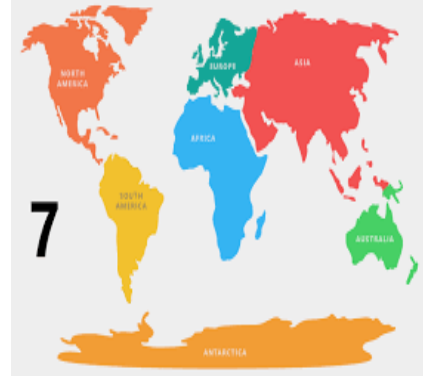 EUROPE
ASIA
NORTH
AMERICA
AFRICA
SOUTH
AMERICA
7
AUSTRALIA
ANTARCTICA